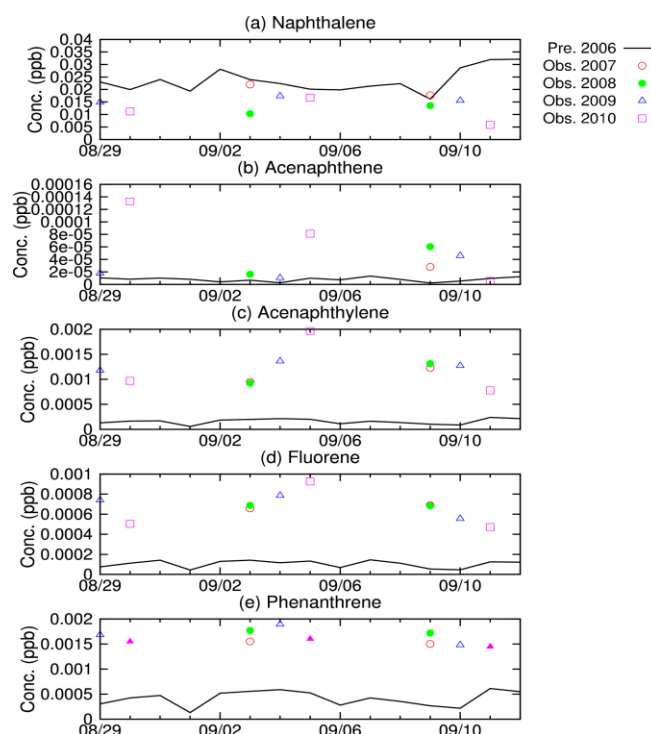 (a) Naphthalene
Conc. (ppb)
0.04
0.035
0.03
0.025
0.02
0.015
0.01
0.005
0
08/29 09/02 09/06 09/10
Pre. 2006
Obs. 2007
Obs. 2008
Obs. 2009
Obs. 2010
(b) Acenaphthene
Conc. (ppb)
0.00016
0.00014
0.00012
0.0001
8e-05
6e-05
4e-05
2e-05
0
08/29 09/02 09/06 09/10
(c) Acenaphthylene
Conc. (ppb)
0.002
0.0015
0.001
0.0005
0
08/29 09/02 09/06 09/10
(d) Fluorene
Conc. (ppb)
0.001
0.0008
0.0006
0.0004
0.0002
0
08/29 09/02 09/06 09/10
(e) Phenanthrene
Conc. (ppb)
0.002
0.0015
0.001
0.0005
0
08/29 09/02 09/06 09/10